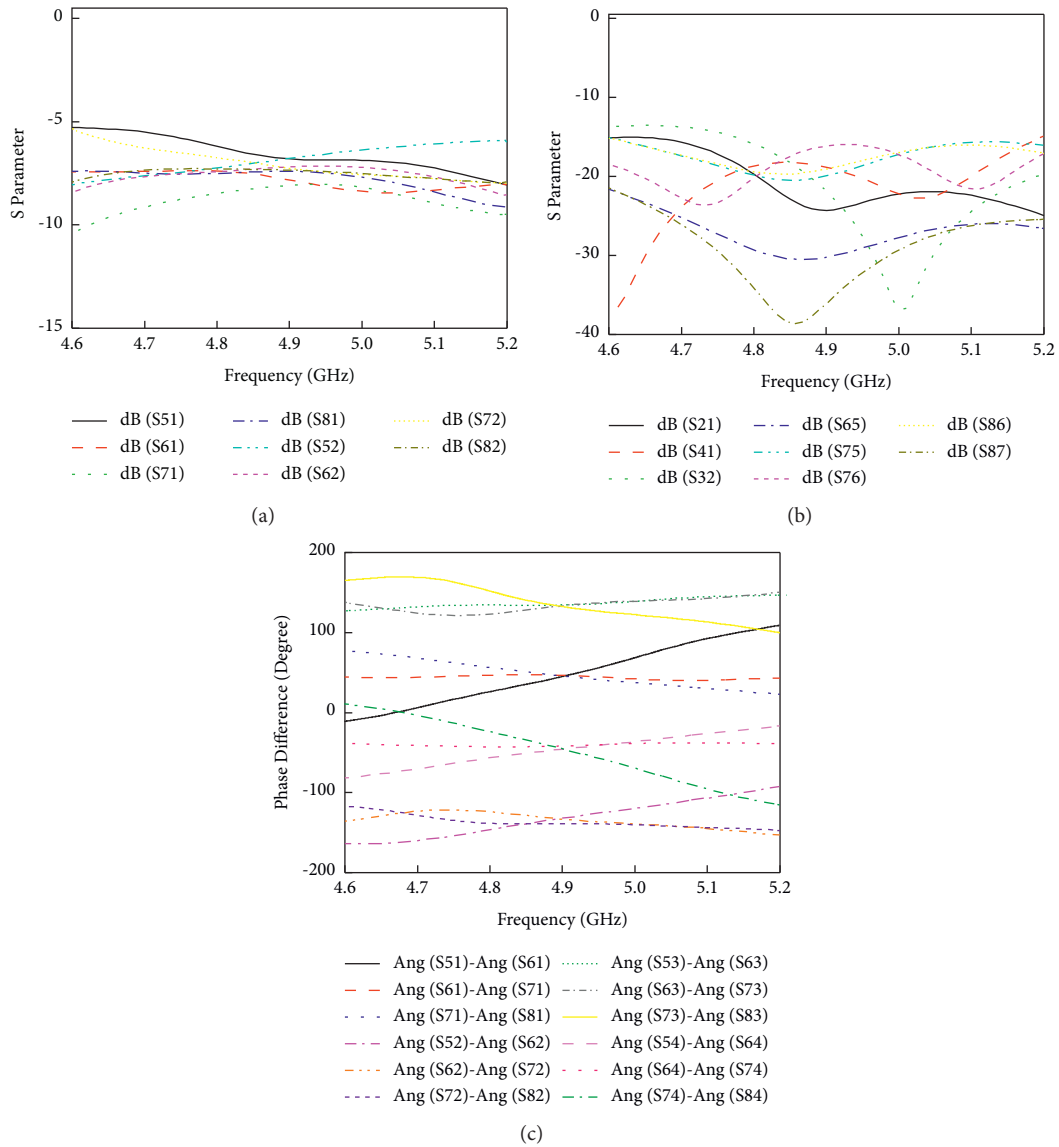 0
-5
-10
-15
S Parameter
4.6 4.7 4.8 4.9 5.0 5.1 5.2
Frequency (GHz)
dB (S51) dB (S81) dB (S72)
dB (S61) dB (S52) dB (S82)
dB (S71) dB (S62)
(a)
0
-10
-20
-30
-40
S Parameter
4.6 4.7 4.8 4.9 5.0 5.1 5.2
Frequency (GHz)
dB (S21) dB (S65) dB (S86)
dB (S41) dB (S75) dB (S87)
dB (S32) dB (S76)
(b)
200
100
0
-100
-200
Phase Difference (Degree)
4.6 4.7 4.8 4.9 5.0 5.1 5.2
Frequency (GHz)
Ang (S51)-Ang (S61) Ang (S53)-Ang (S63)
Ang (S61)-Ang (S71) Ang (S63)-Ang (S73)
Ang (S71)-Ang (S81) Ang (S73)-Ang (S83)
Ang (S52)-Ang (S62) Ang (S54)-Ang (S64)
Ang (S62)-Ang (S72) Ang (S64)-Ang (S74)
Ang (S72)-Ang (S82) Ang (S74)-Ang (S84)
(c)